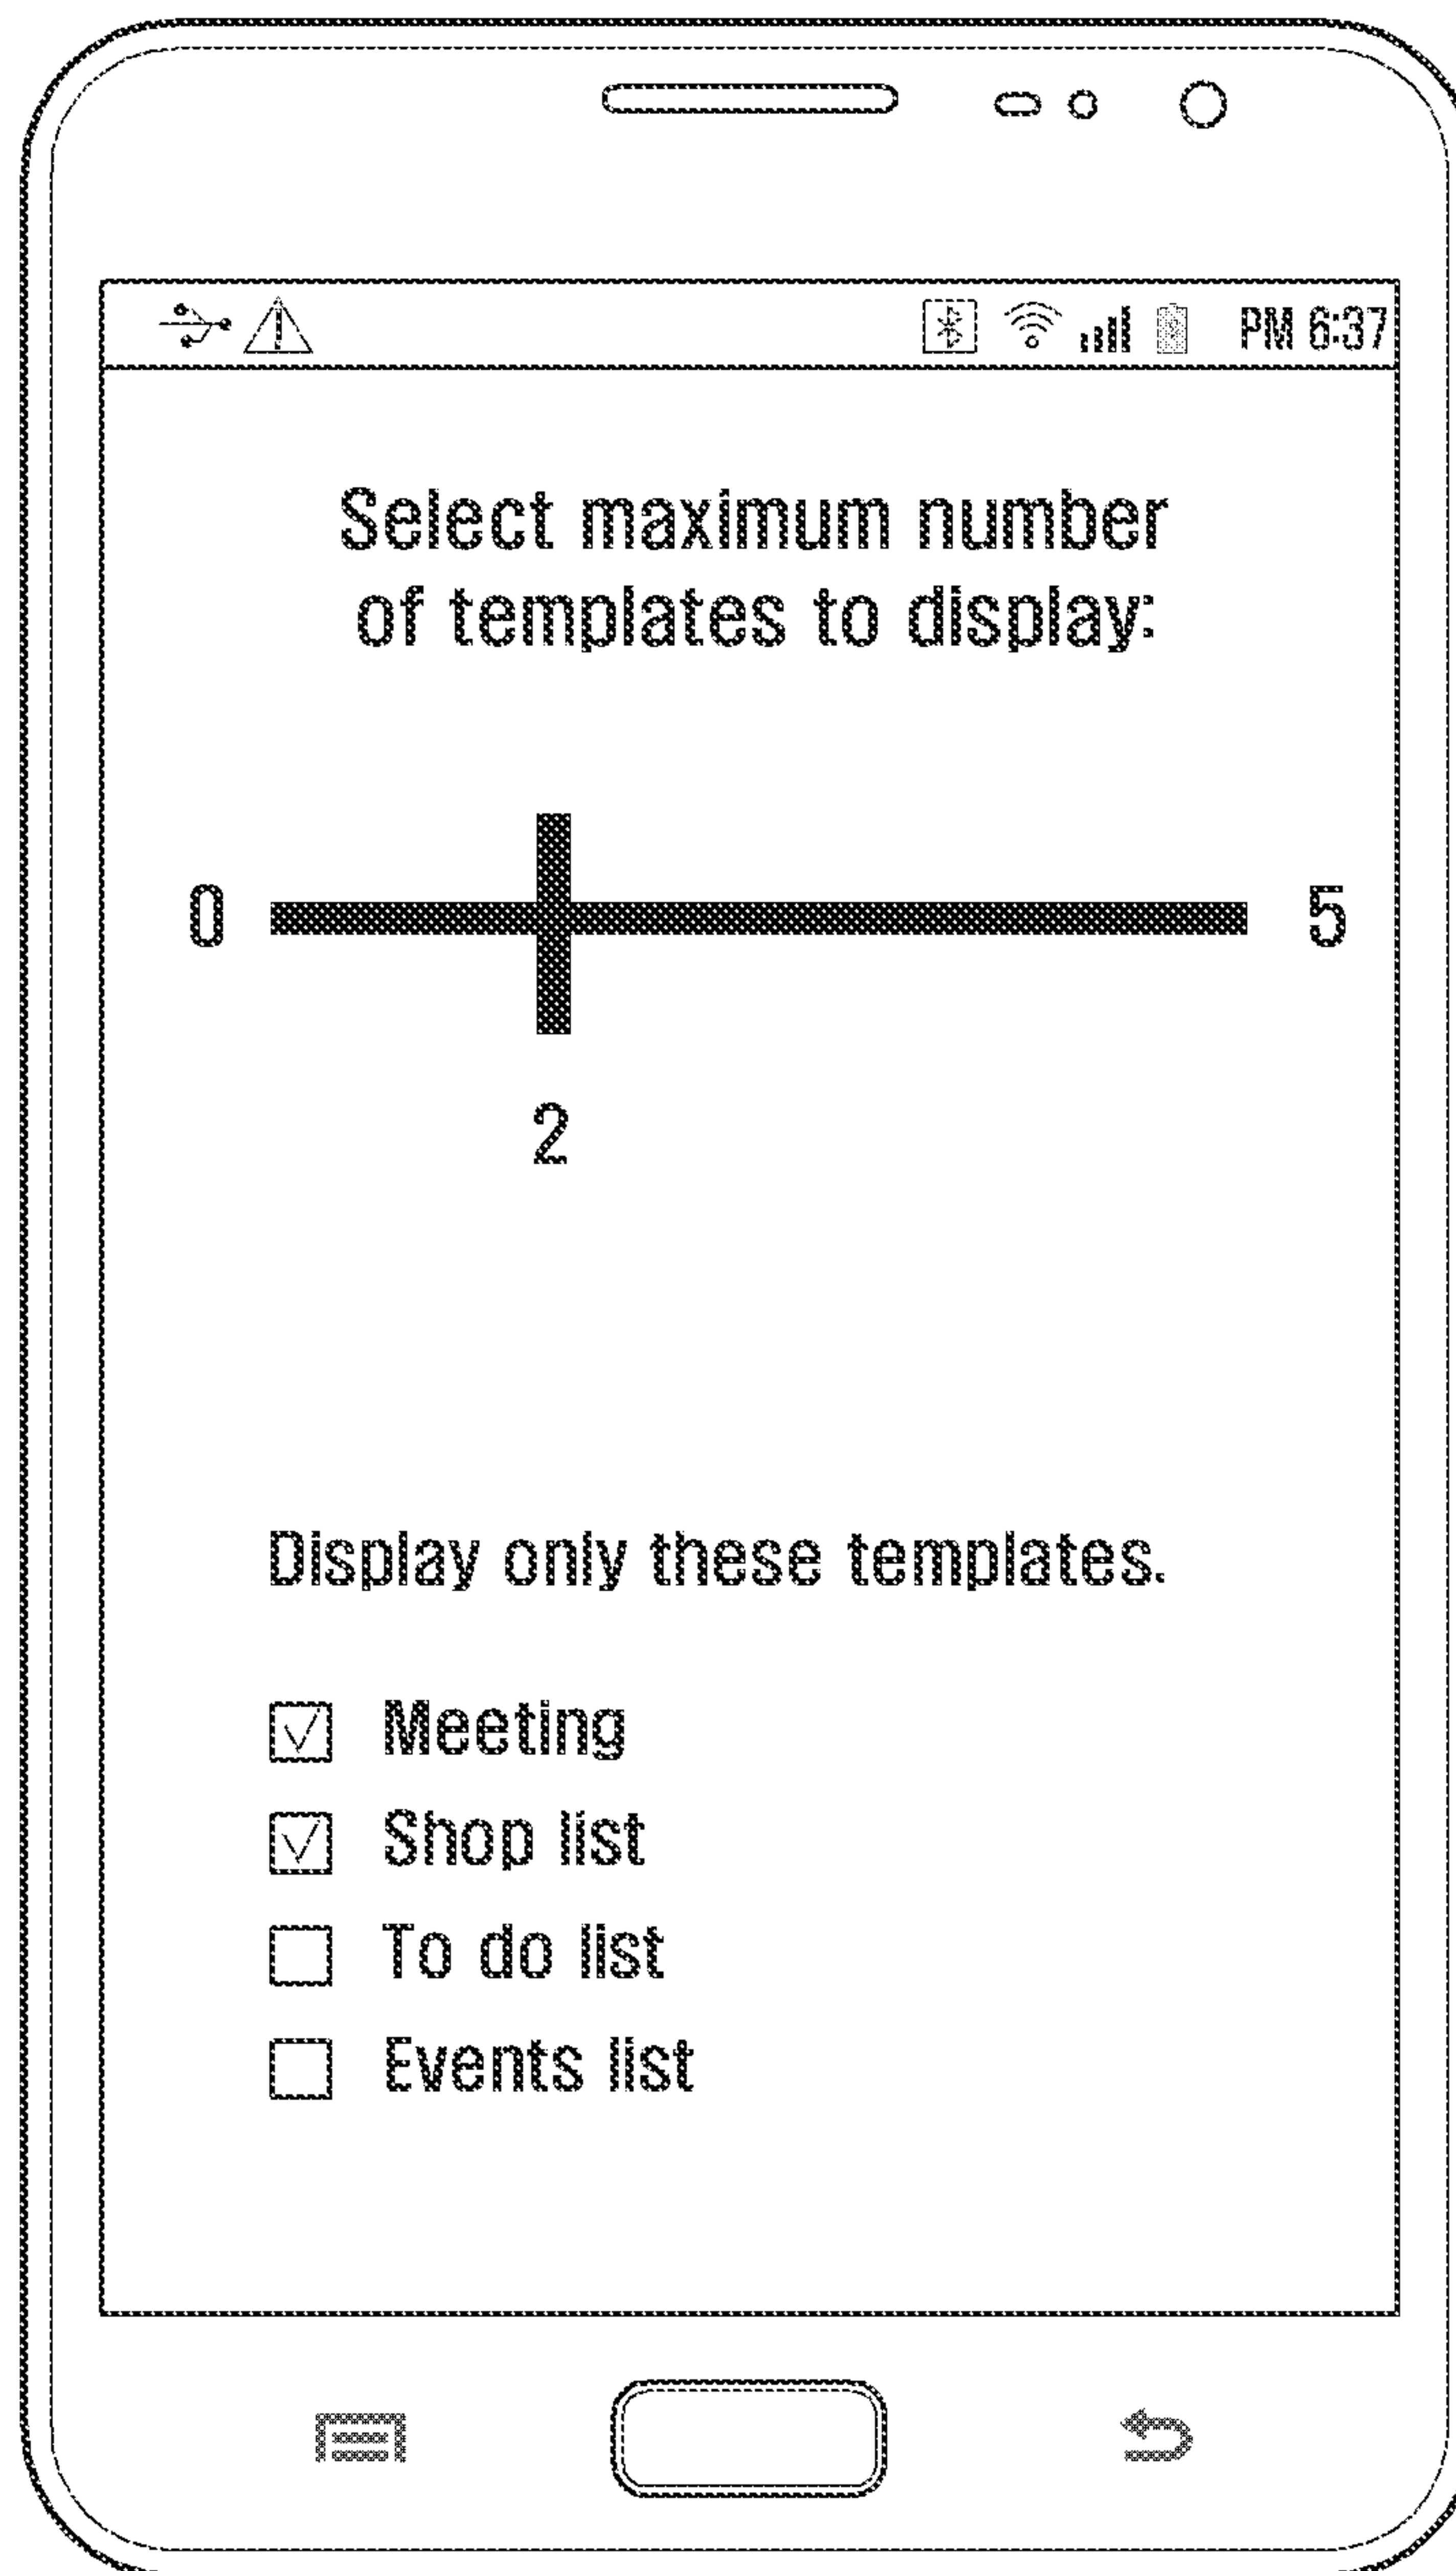 PM 6:37
Select maximum number
of templates to display:
0 5
2
Display only these templates.
Meeting
Shop list
To do list
Events list